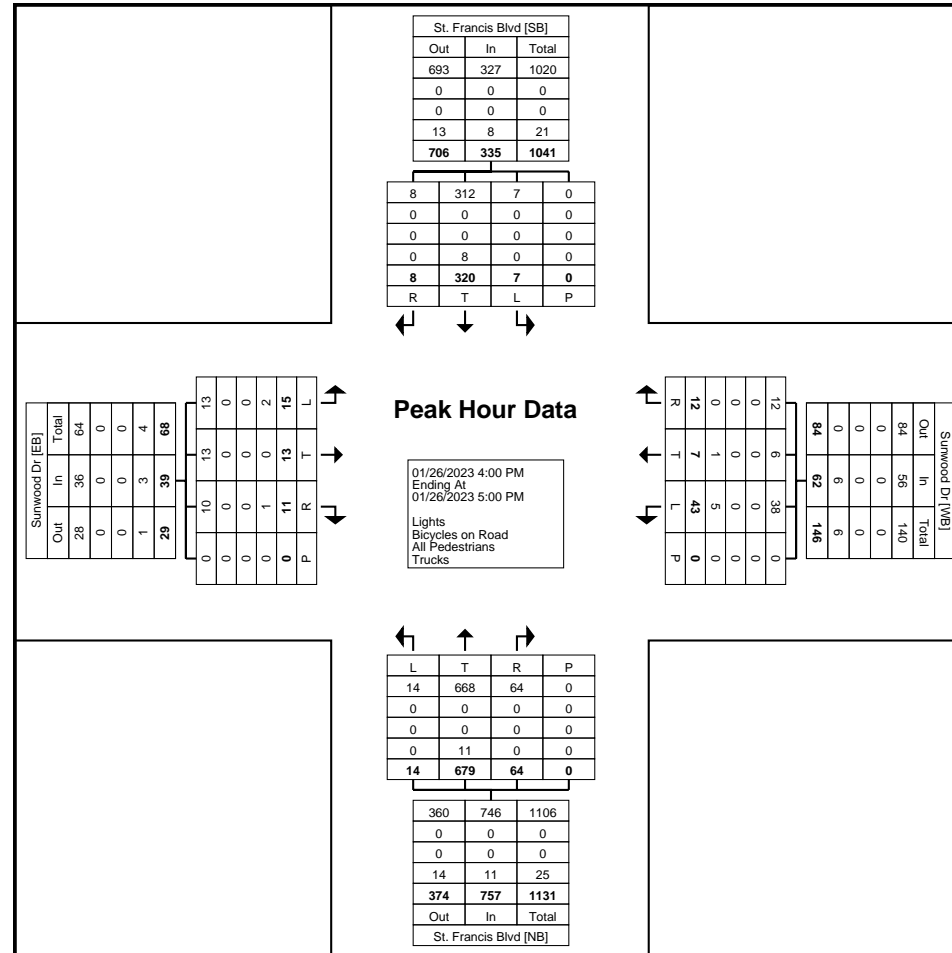 St. Francis Blvd [SB]
Out In Total
693 327 1020
0 0 0
0 0 0
13 8 21
706 335 1041
8 312 7 0
0 0 0 0
0 0 0 0
0 8 0 0
8 320 7 0
R T L P
Sunwood Dr [EB]
Out In Total
28 36 64
0 0 0
0 0 0
1 3 4
29 39 68
0 10 13 13
0 0 0 0
0 0 0 0
0 1 0 2
0 11 13 15
P R T L
Peak Hour Data
01/26/2023 4:00 PM
Ending At
01/26/2023 5:00 PM
Lights
Bicycles on Road
All Pedestrians
Trucks
Sunwood Dr [WB]
Out In Total
84 56 140
0 0 0
0 0 0
0 6 6
84 62 146
12 6 38 0
0 0 0 0
0 0 0 0
0 1 5 0
12 7 43 0
R T L P
L T R P
14 668 64 0
0 0 0 0
0 0 0 0
0 11 0 0
14 679 64 0
360 746 1106
0 0 0
0 0 0
14 11 25
374 757 1131
Out In Total
St. Francis Blvd [NB]